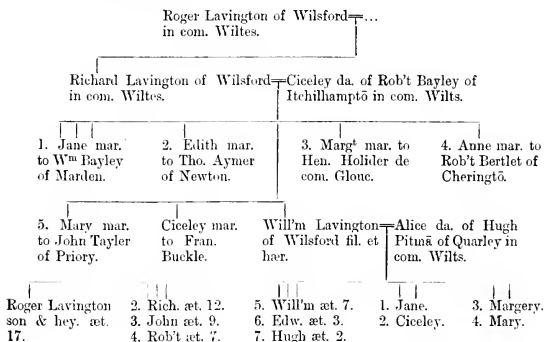 Roger Lavington of Wilsford=...
in com. Wiltes.
Richard Lavington of Wilsford=Ciceley da. of Rob't Bayley of
in com. Wiltes. Itchilhamptō in com. Wilts.
1. Jane mar.
to Wm Bayley
of Marden.
2. Edith mar.
to Tho. Aymer
of Newton.
3. Margt mar. to
Hen. Holider de
com. Glouc.
4. Anne mar. to
Rob't Bertlet of
Cheringtō.
5. Mary mar.
to John Tayler
of Priory.
Ciceley mar.
to Fran.
Buckle.
Will'm Lavington=Alice da. of Hugh
of Wilsford fil. et Pitmā of Quarley in
hær. com. Wilts.
Roger Lavington
son & hey. æt.
17.
2. Rich. æt. 12.
3. John æt. 9.
4. Rob't æt. 7.
5. Will'm æt. 7.
6. Edw. æt. 3.
7. Hugh æt. 2.
1. Jane.
2. Ciceley.
3. Margery.
4. Mary.